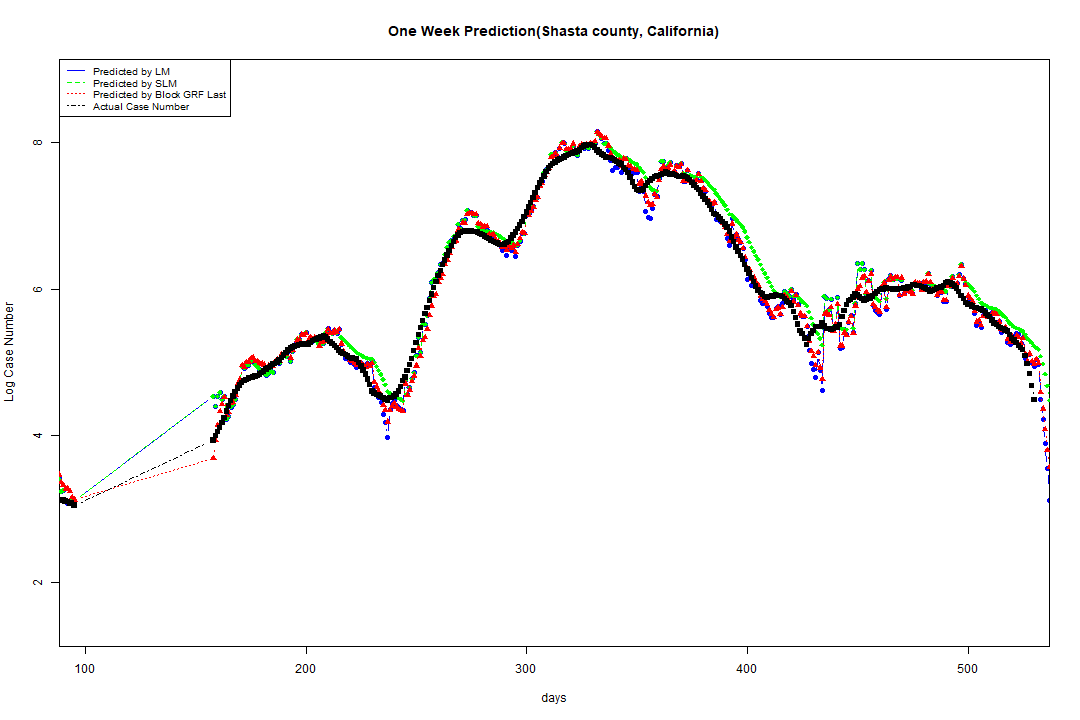 One Week Prediction(Shasta county, California)
Predicted by LM
Predicted by SLM
Predicted by Block GRF Last
Actual Case Number
8
6
4
2
Log Case Number
100 200 300 400 500
days